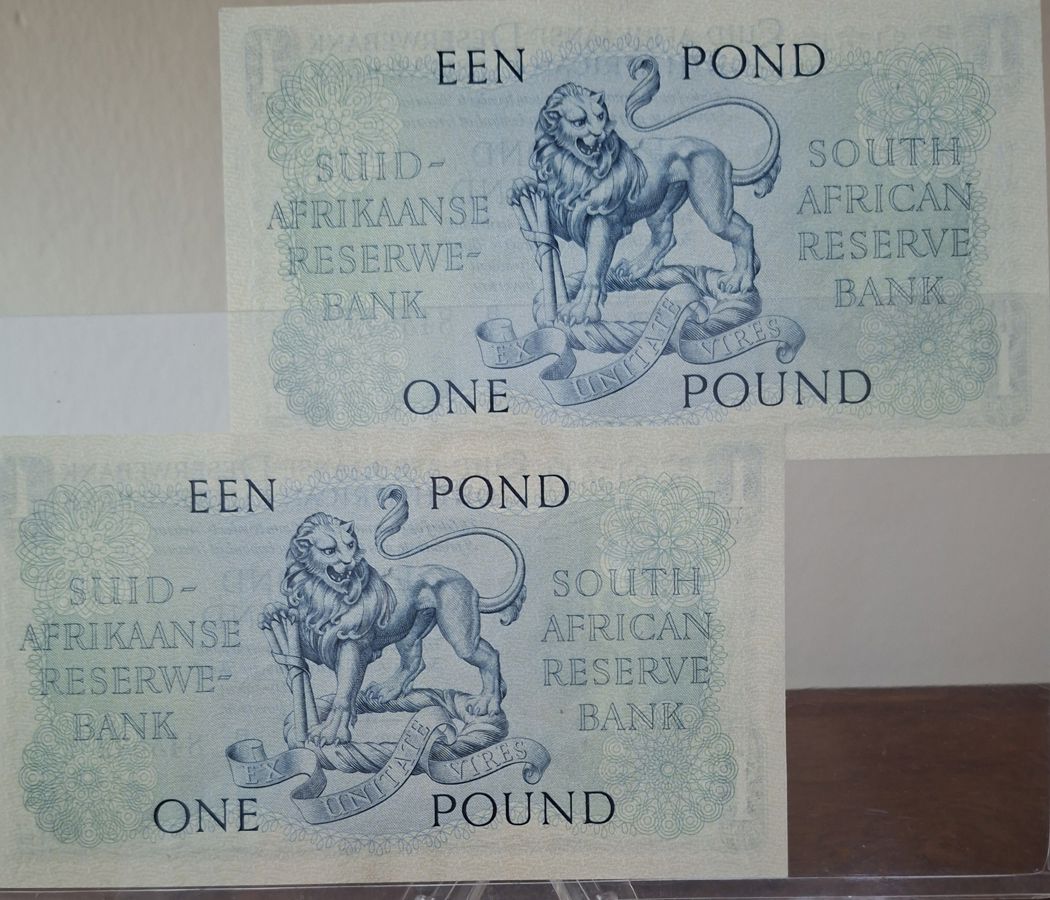 EEN POND
SUID-
AFRIKAANSE
RESERWE-
BANK
SOUTH
AFRICAN
RESERVE
BANK
EX UNITATE VIRES
ONE POUND
EEN POND
SUID-
AFRIKAANSE
RESERWE-
BANK
SOUTH
AFRICAN
RESERVE
BANK
EX UNITATE VIRES
ONE POUND